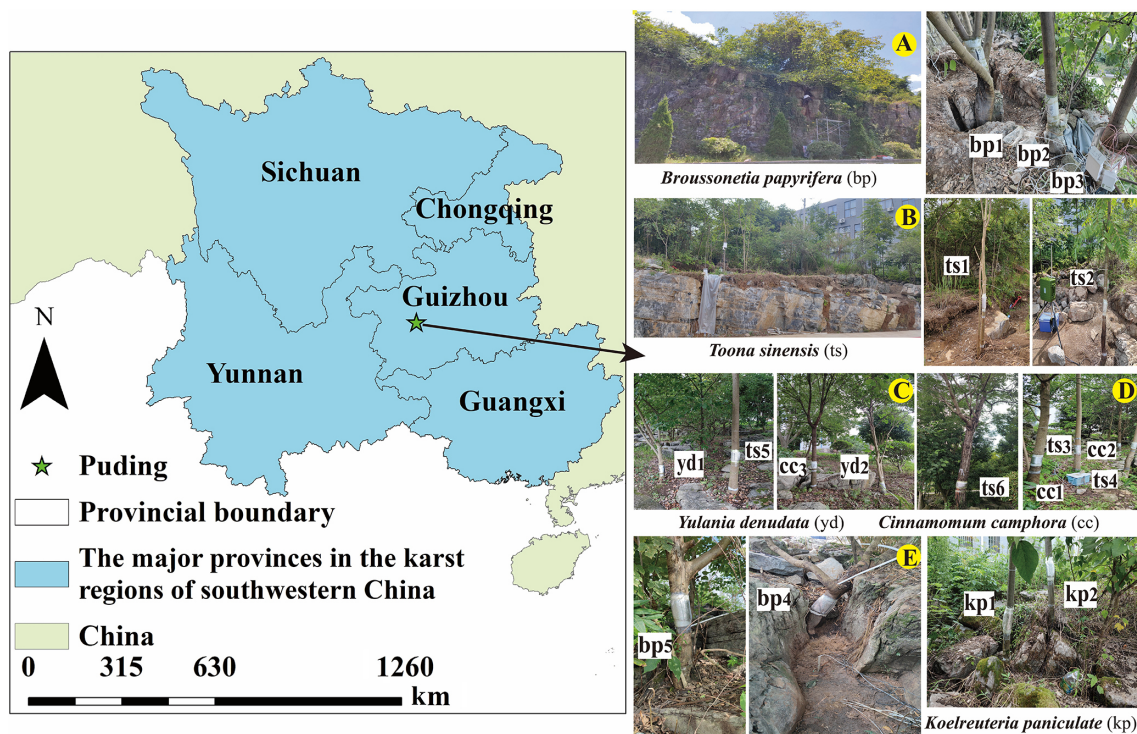 Sichuan
Chongqing
Guizhou
Yunnan
Guangxi
N
Puding
Provincial boundary
The major provinces in the karst
regions of southwestern China
China
0 315 630 1260
km
A
bp1
bp2
bp3
Broussonetia papyrifera (bp)
B
ts1
ts2
Toona sinensis (ts)
C
yd1
ts5
cc3
yd2
D
ts6
ts3
cc2
cc1
ts4
Yulania denudata (yd)
Cinnamomum camphora (cc)
E
bp5
bp4
kp1
kp2
Koelreuteria paniculate (kp)